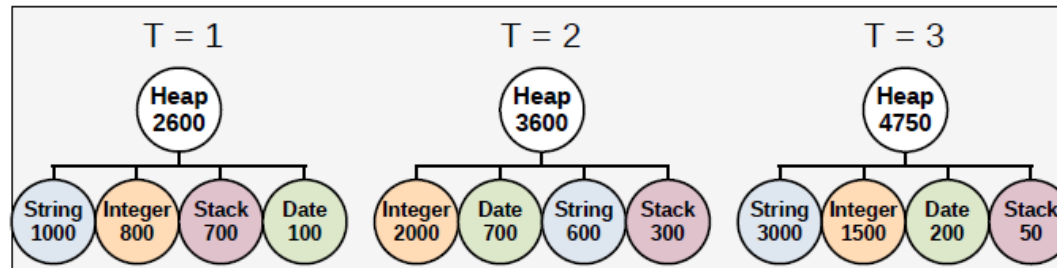 T = 1
T = 2
T = 3
Heap
2600
Heap
3600
Heap
4750
String
1000
Integer
800
Stack
700
Date
100
Integer
2000
Date
700
String
600
Stack
300
String
3000
Integer
1500
Date
200
Stack
50